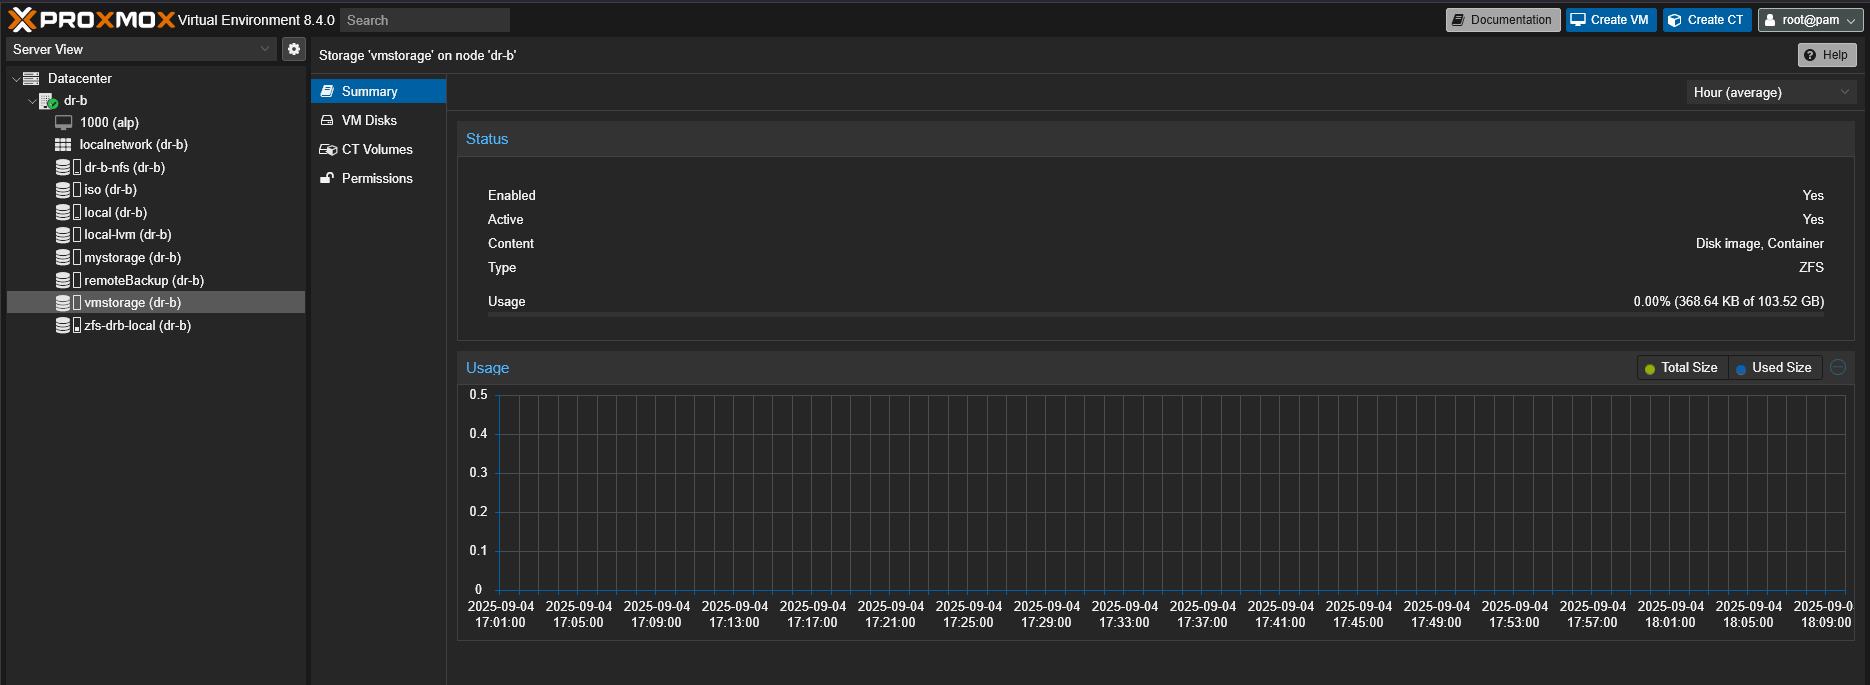 PROXMOX Virtual Environment 8.4.0 Search Documentation Create VM Create CT root@pam
Server View
Storage 'vmstorage' on node 'dr-b' Help
Datacenter
dr-b
1000 (alp)
localnetwork (dr-b)
dr-b-nfs (dr-b)
iso (dr-b)
local (dr-b)
local-lvm (dr-b)
mystorage (dr-b)
remoteBackup (dr-b)
vmstorage (dr-b)
zfs-drb-local (dr-b)
Summary
VM Disks
CT Volumes
Permissions
Hour (average)
Status
Enabled Yes
Active Yes
Content Disk image, Container
Type ZFS
Usage 0.00% (368.64 KB of 103.52 GB)
Usage Total Size Used Size
0.5
0.4
0.3
0.2
0.1
0
2025-09-04 2025-09-04 2025-09-04 2025-09-04 2025-09-04 2025-09-04 2025-09-04 2025-09-04 2025-09-04 2025-09-04 2025-09-04 2025-09-04 2025-09-04 2025-09-04 2025-09-04 2025-09-04 2025-09-04 2025-09-0
17:01:00 17:05:00 17:09:00 17:13:00 17:17:00 17:21:00 17:25:00 17:29:00 17:33:00 17:37:00 17:41:00 17:45:00 17:49:00 17:53:00 17:57:00 18:01:00 18:05:00 18:09:00